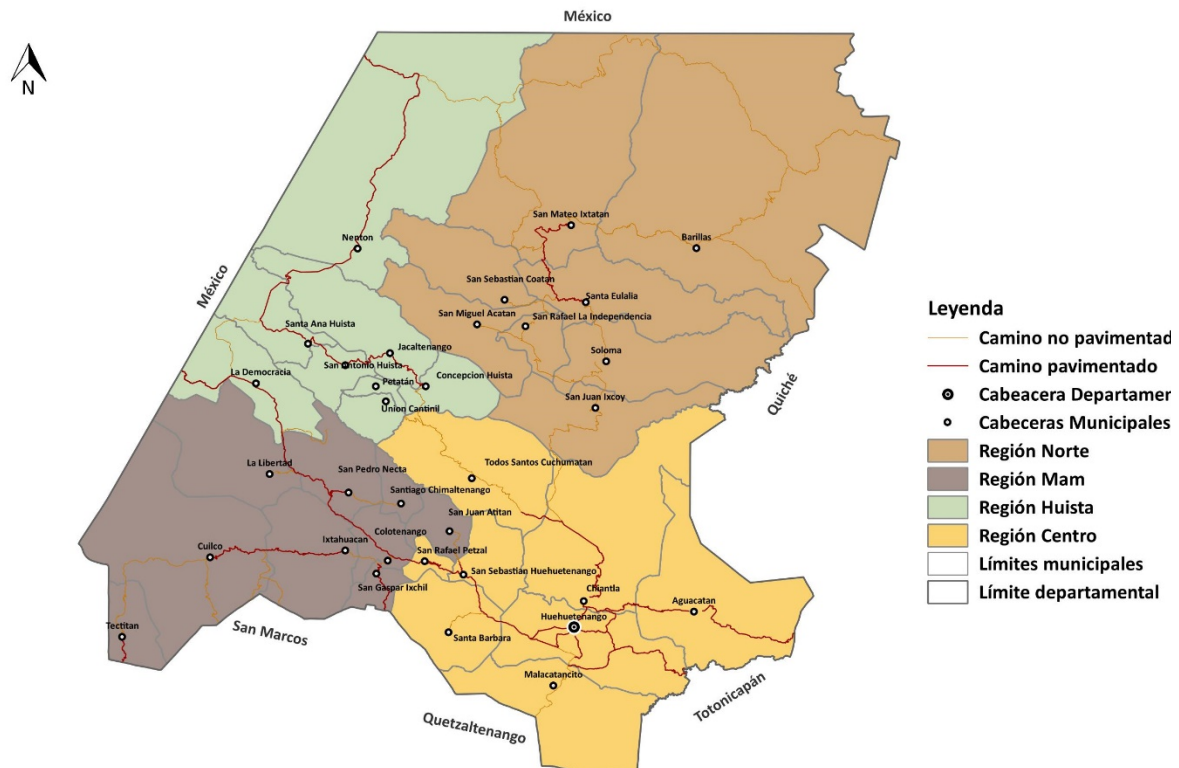 México
N
San Mateo Ixtatan
Barillas
Nenton
San Sebastian Coatan
Santa Eulalia
México
San Miguel Acatan
San Rafael La Independencia
Santa Ana Huista
Jacaltenango
Soloma
San Antonio Huista
La Democracia
Petatán
Concepcion Huista
Quiché
San Juan Ixcoy
Union Cantinil
La Libertad
San Pedro Necta
Todos Santos Cuchumatan
Santiago Chimaltenango
San Juan Atitan
Colotenango
Ixtahuacan
Cuilco
San Rafael Petzal
San Sebastian Huehuetenango
San Gaspar Ixchil
Chiantla
Aguacatan
Huehuetenango
Tectitan
San Marcos
Santa Barbara
Malacatancito
Totonicapán
Quetzaltenango
Leyenda
Camino no pavimentad
Camino pavimentado
Cabeacera Departamer
Cabeceras Municipales
Región Norte
Región Mam
Región Huista
Región Centro
Límites municipales
Límite departamental